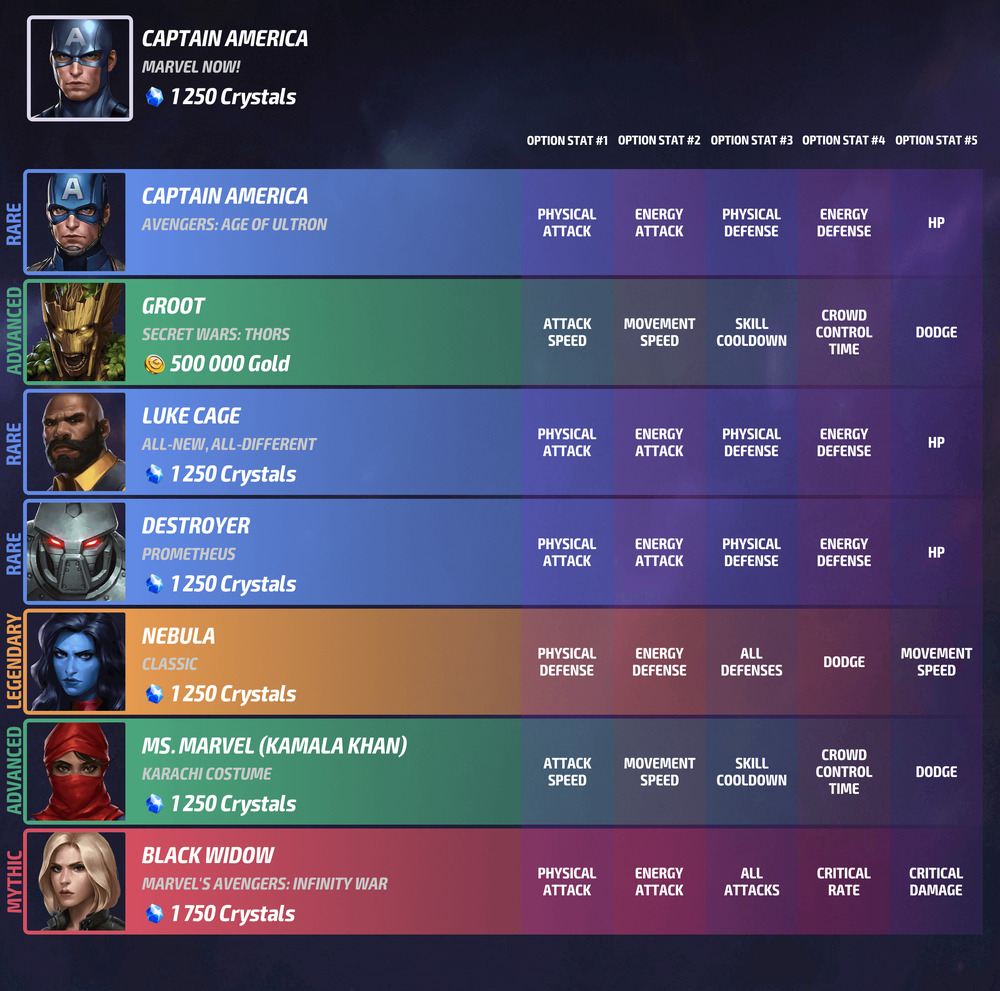 CAPTAIN AMERICA
MARVEL NOW!
1 250 Crystals
OPTION STAT #1 OPTION STAT #2 OPTION STAT #3 OPTION STAT #4 OPTION STAT #5
RARE
CAPTAIN AMERICA
AVENGERS: AGE OF ULTRON
PHYSICAL ATTACK
ENERGY ATTACK
PHYSICAL DEFENSE
ENERGY DEFENSE
HP
ADVANCED
GROOT
SECRET WARS: THORS
500 000 Gold
ATTACK SPEED
MOVEMENT SPEED
SKILL COOLDOWN
CROWD CONTROL TIME
DODGE
RARE
LUKE CAGE
ALL-NEW, ALL-DIFFERENT
1 250 Crystals
PHYSICAL ATTACK
ENERGY ATTACK
PHYSICAL DEFENSE
ENERGY DEFENSE
HP
RARE
DESTROYER
PROMETHEUS
1 250 Crystals
PHYSICAL ATTACK
ENERGY ATTACK
PHYSICAL DEFENSE
ENERGY DEFENSE
HP
LEGENDARY
NEBULA
CLASSIC
1 250 Crystals
PHYSICAL DEFENSE
ENERGY DEFENSE
ALL DEFENSES
DODGE
MOVEMENT SPEED
ADVANCED
MS. MARVEL (KAMALA KHAN)
KARACHI COSTUME
1 250 Crystals
ATTACK SPEED
MOVEMENT SPEED
SKILL COOLDOWN
CROWD CONTROL TIME
DODGE
MYTHIC
BLACK WIDOW
MARVEL'S AVENGERS: INFINITY WAR
1 750 Crystals
PHYSICAL ATTACK
ENERGY ATTACK
ALL ATTACKS
CRITICAL RATE
CRITICAL DAMAGE